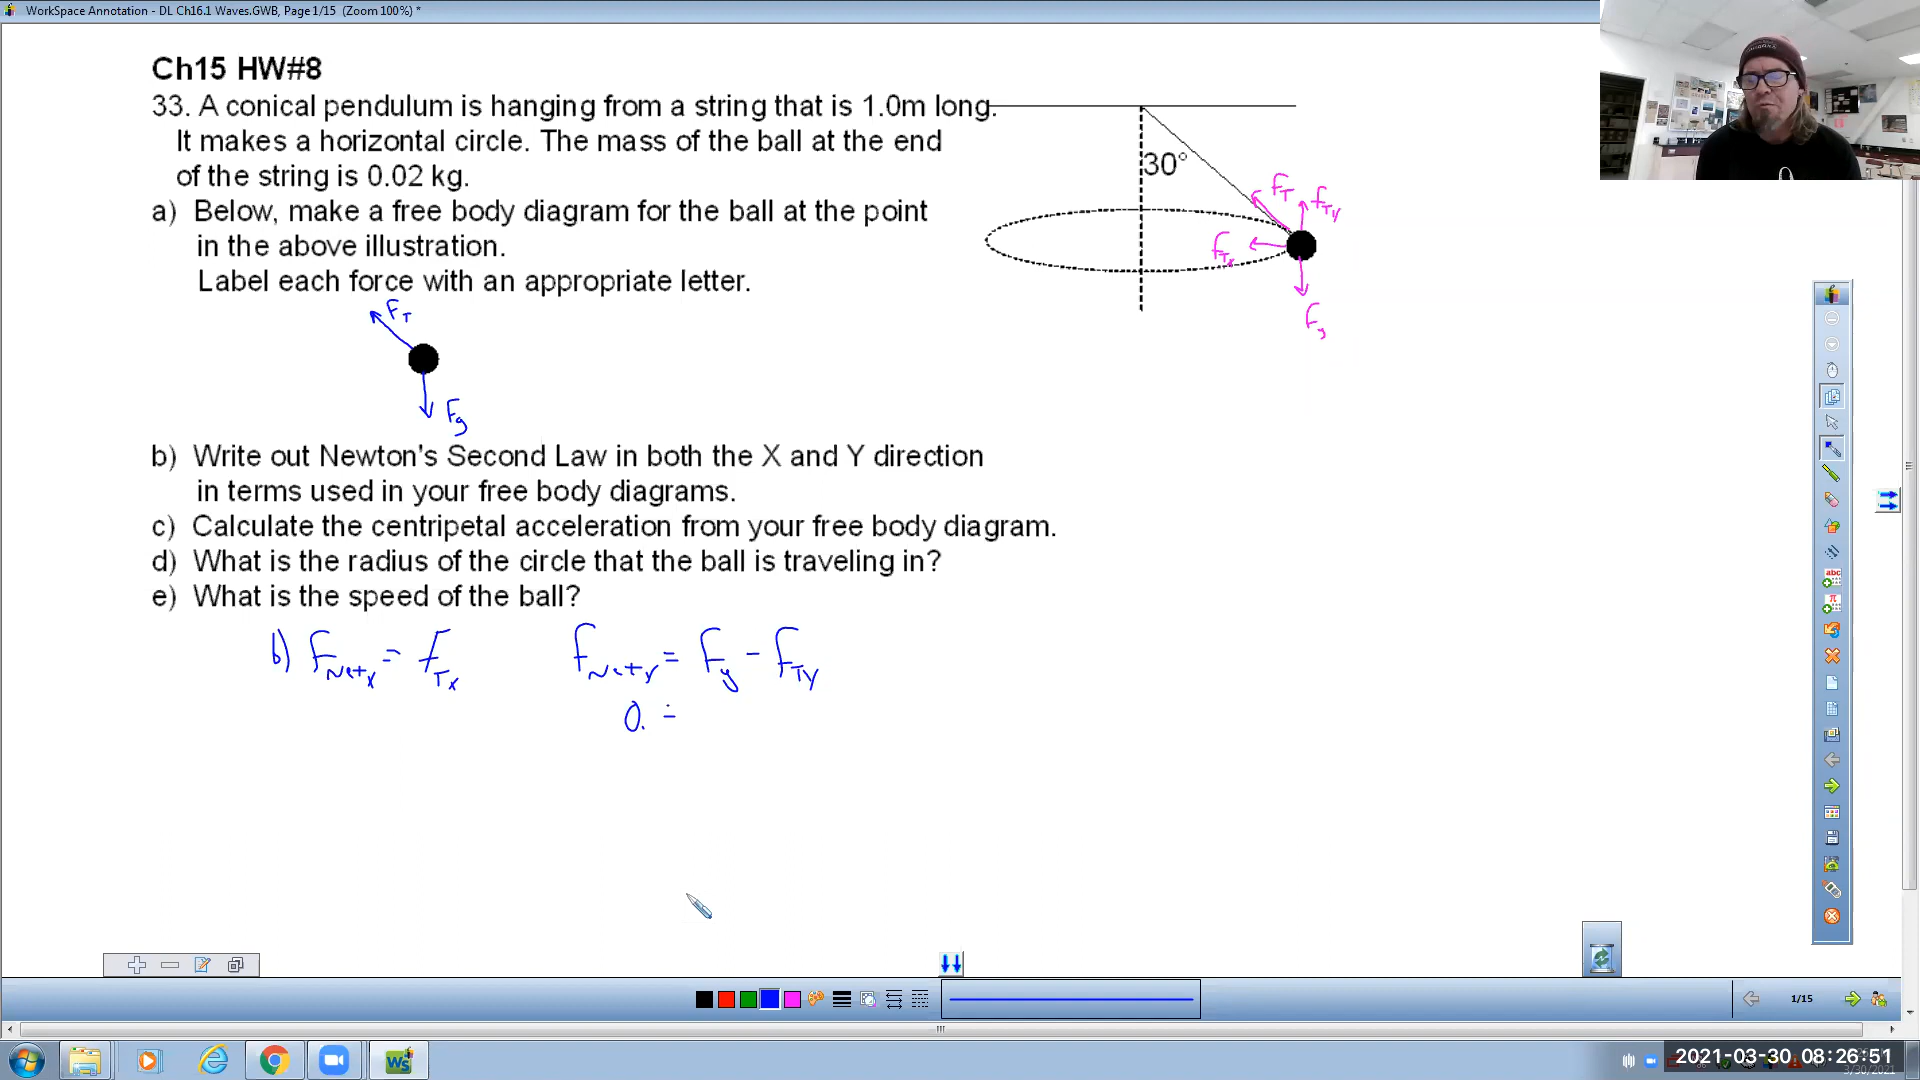 WorkSpace Annotation - DL Ch16.1 Waves.GWB, Page 1/15 (Zoom 100%) *
Ch15 HW#8
33. A conical pendulum is hanging from a string that is 1.0m long.
It makes a horizontal circle. The mass of the ball at the end
of the string is 0.02 kg.
a) Below, make a free body diagram for the ball at the point
in the above illustration.
Label each force with an appropriate letter.
30°
FT
FTy
FTx
Fg
FT
Fg
b) Write out Newton's Second Law in both the X and Y direction
in terms used in your free body diagrams.
c) Calculate the centripetal acceleration from your free body diagram.
d) What is the radius of the circle that the ball is traveling in?
e) What is the speed of the ball?
b) FNetx = FTx
FNety = Fg - FTy
0. =
abc
π
1/15
Ws
2021-03-30 08:26:51
3/30/2021